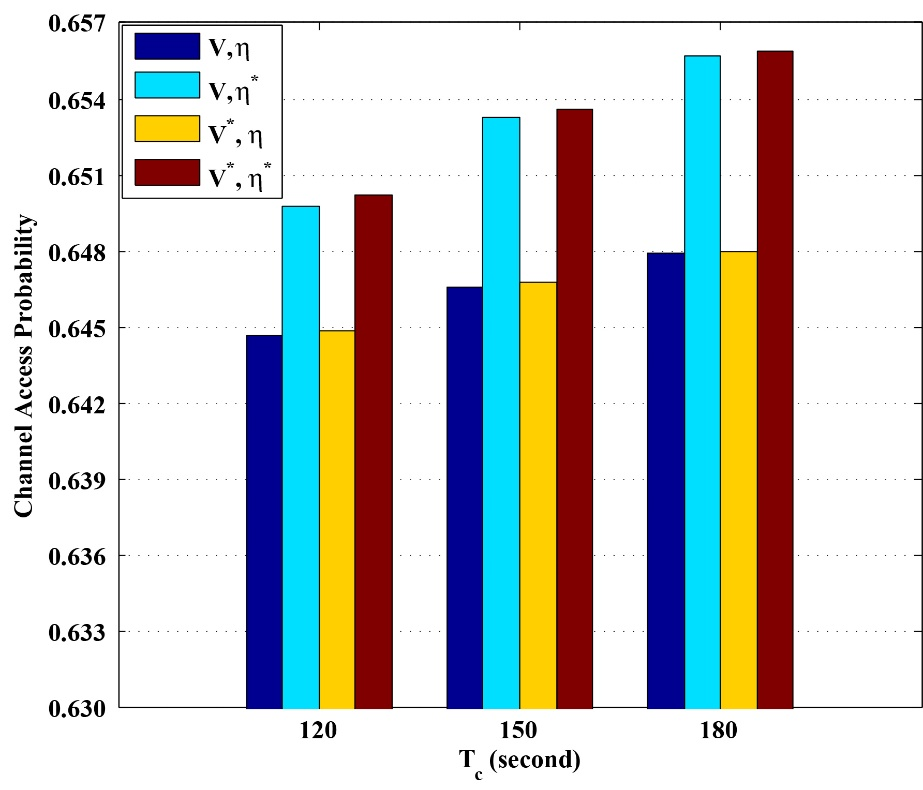 0.657
0.654
0.651
0.648
0.645
0.642
0.639
0.636
0.633
0.630
Channel Access Probability
V,η
V,η*
V*, η
V*, η*
120 150 180
T_c (second)